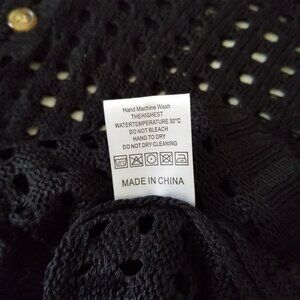 Hand Machine Wash
THEHIGHEST
WATERTEMPERATURE 30°C
DO NOT BLEACH
HANG TO DRY
DO NOT DRY CLEANING
MADE IN CHINA